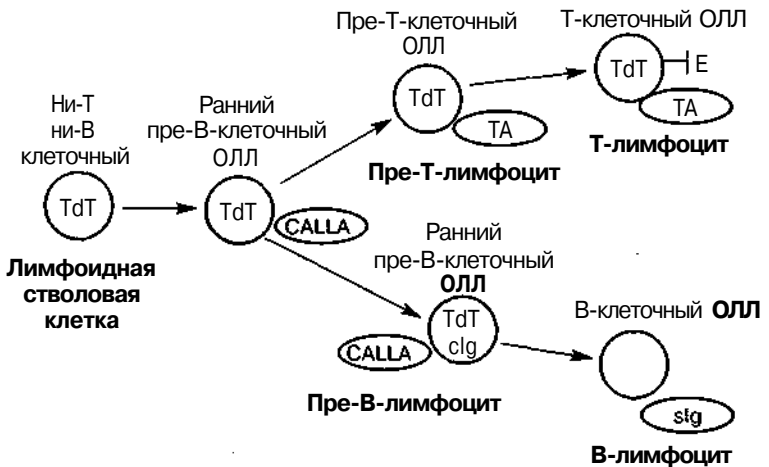 Пре-Т-клеточный
ОЛЛ
TdT
TA
Пре-Т-лимфоцит
Т-клеточный ОЛЛ
TdT
E
TA
Т-лимфоцит
Ни-Т
ни-В
клеточный
TdT
Лимфоидная
стволовая
клетка
Ранний
пре-В-клеточный
ОЛЛ
TdT
CALLA
Ранний
пре-В-клеточный
ОЛЛ
TdT
cIg
CALLA
Пре-В-лимфоцит
В-клеточный ОЛЛ
sIg
В-лимфоцит